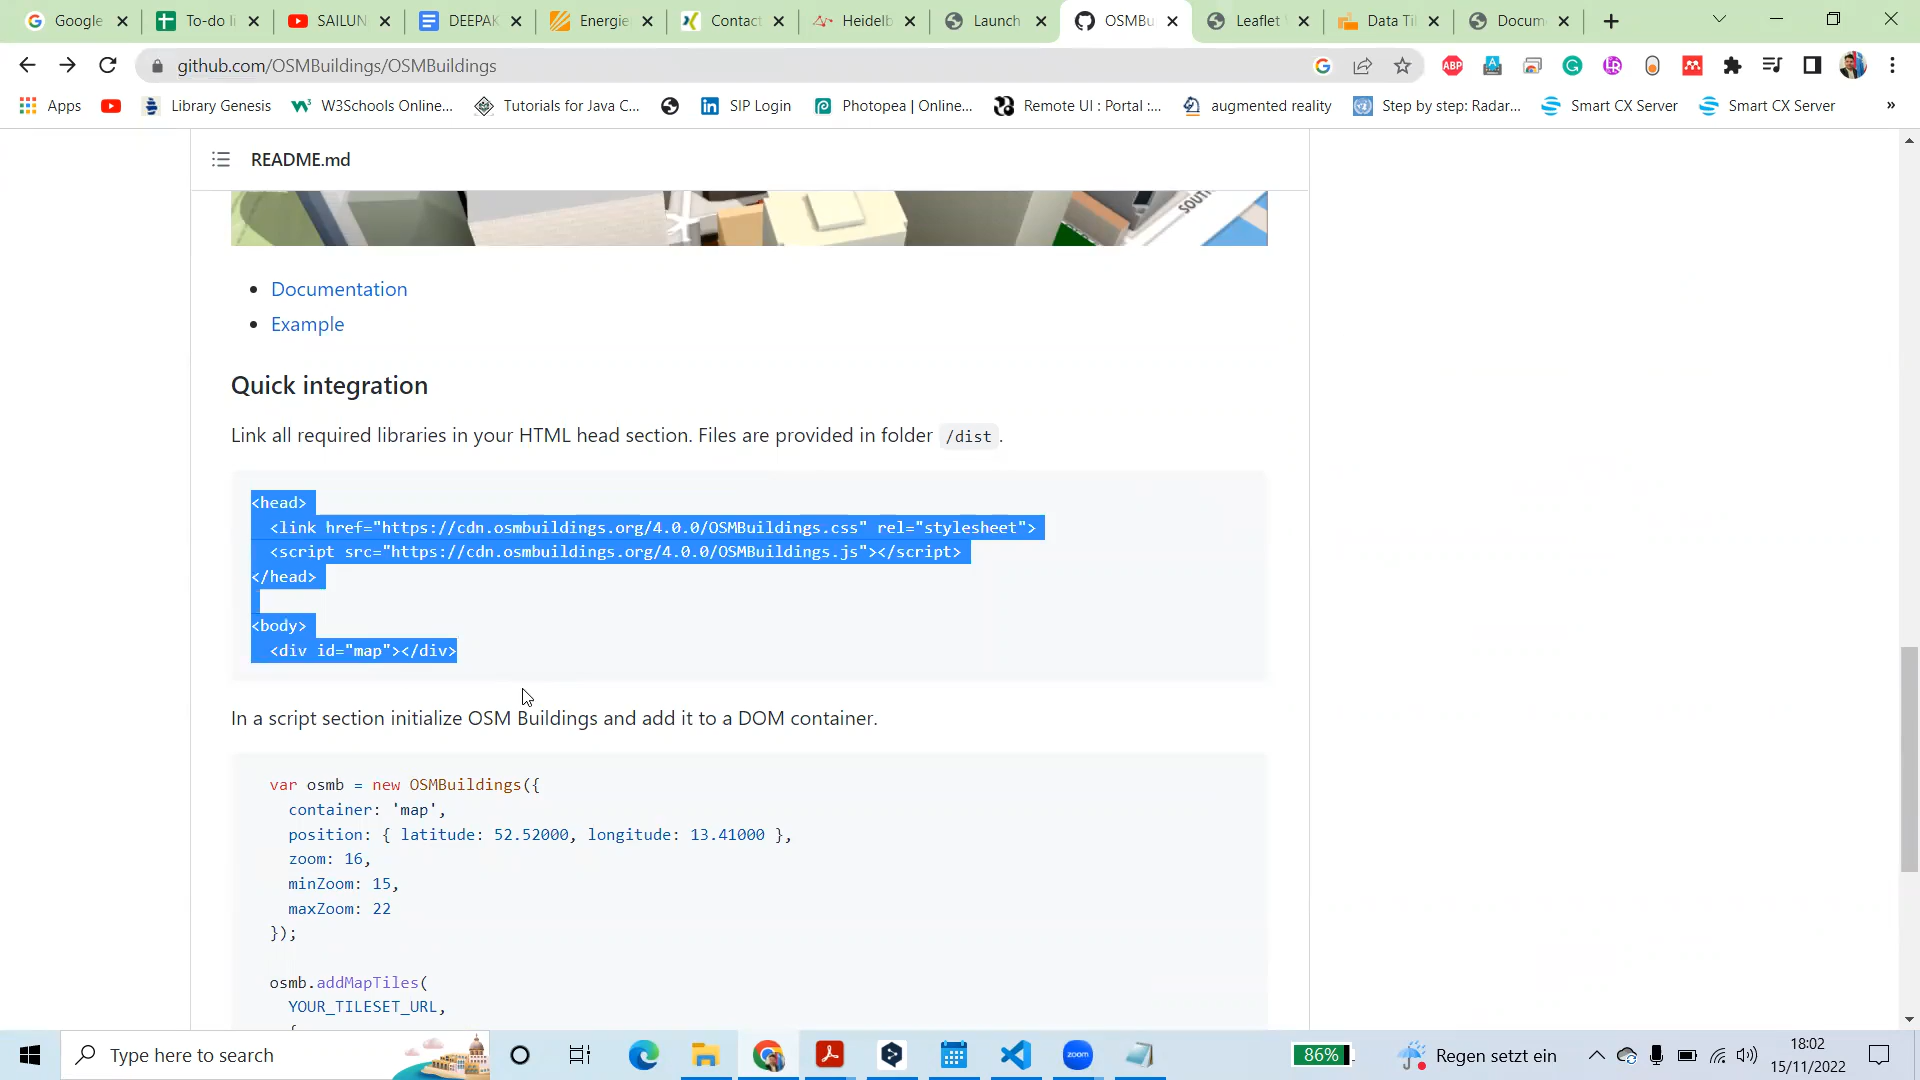 Google
To-do li
SAILUN
DEEPAK
Energie
Contact
Heidelb
Launch
OSMBu
Leaflet
Data Til
Docum
github.com/OSMBuildings/OSMBuildings
ABP
Apps
Library Genesis
W3Schools Online...
Tutorials for Java C...
SIP Login
Photopea | Online...
Remote UI : Portal :...
augmented reality
Step by step: Radar...
Smart CX Server
Smart CX Server
»
README.md
SOUT
• Documentation
• Example
Quick integration
Link all required libraries in your HTML head section. Files are provided in folder /dist .
<head>
<link href="https://cdn.osmbuildings.org/4.0.0/OSMBuildings.css" rel="stylesheet">
<script src="https://cdn.osmbuildings.org/4.0.0/OSMBuildings.js"></script>
</head>
<body>
<div id="map"></div>
In a script section initialize OSM Buildings and add it to a DOM container.
var osmb = new OSMBuildings({
container: 'map',
position: { latitude: 52.52000, longitude: 13.41000 },
zoom: 16,
minZoom: 15,
maxZoom: 22
});
osmb.addMapTiles(
YOUR_TILESET_URL,
{
Type here to search
zoom
86%
Regen setzt ein
18:02
15/11/2022